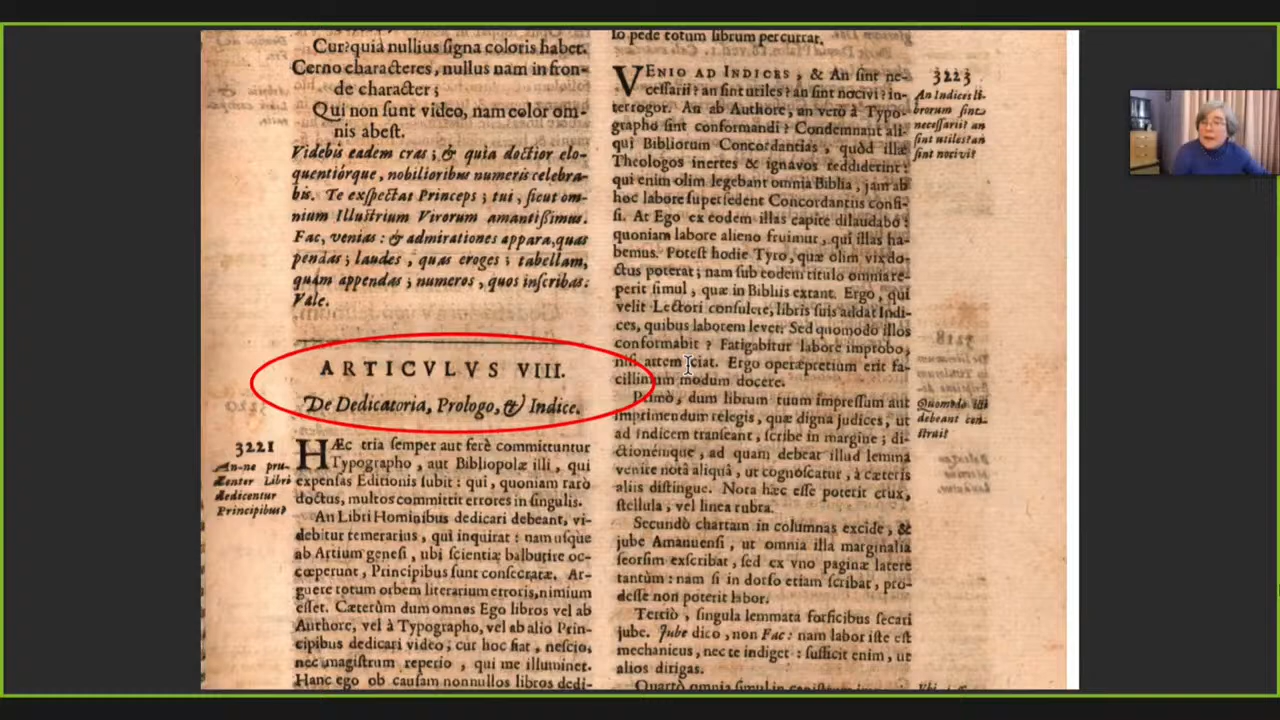 Cur? quia nullius signa coloris habet.
Cerno characteres, nullus nam in fron-
de character;
Qui non sunt video, nam color om-
nis abest.
Videbis eadem cras; & quia doctior elo-
quentiórque, nobilioribus numeris celebra-
bis. Te exspectat Princeps; tui, sicut om-
nium Illustrium Virorum amantissimus.
Fac, venias: & admirationes appara, quas
pendas; laudes, quas eroges; tabellam,
quàm appendas; numeros, quos inscribas.
Vale.
ARTICVLVS VIII.
De Dedicatoria, Prologo, & Indice.
3221
An-ne pru-
denter Libri
dedicentur
Principibus?
HÆc tria semper aut ferè committuntur
Typographo, aut Bibliopolæ illi, qui
expensas Editionis subit: qui, quoniam rarò
doctus, multos committit errores in singulis.
An Libri Hominibus dedicari debeant, vi-
debitur temerarius, qui inquirat: nam usque
ab Artium genesi, ubi scientiæ balbutire oc-
cœperunt, Principibus sunt consecratæ. Ar-
guere totum orbem literarium erroris, nimium
esset. Cæterùm dum omnes Ego libros vel ab
Authore, vel à Typographo, vel ab alio Prin-
cipibus dedicari video; cur hoc fiat, nescio,
nec magistrum reperio, qui me illuminet.
Hanc ego ob causam nonnullos libros dedi-
to pede totum librum percurrat.
VENIO AD INDICES, & An sint ne-
cessarii? an sint utiles? an sint nocivi? in-
terrogor. An ab Authore, an verò à Typo-
grapho sint conformandi? Condemnant ali-
qui Bibliorum Concordantias, quòd illæ
Theologos inertes & ignavos reddiderint:
qui enim olim legebant omnia Biblia, jam ab
hoc labore supersedent Concordantiis confi-
si. At Ego ex eodem illas capite dilaudabo:
quoniam labore alieno fruimur, qui illas ha-
bemus. Potest hodie Tyro, quæ olim vix do-
ctus poterat; nam sub eodem titulo omnia re-
perit simul, quæ in Bibliis extant. Ergo, qui
velit Lectori consulere, libris suis addat Indi-
ces, quibus laborem levet. Sed quomodo illos
conformabit? Fatigabitur labore improbo,
nisi artem sciat. Ergo operæpretium erit fa-
cillimum modum docere.
Primò, dum librum tuum impressum aut
imprimendum relegis, quæ digna judices, ut
ad Indicem transeant, scribe in margine; di-
ctionémque, ad quam debeat illud lemma
venire notâ aliquâ, ut cognoscatur, à cæteris
aliis distingue. Nota hæc esse poterit crux,
stellula, vel linea rubra.
Secundò chartam in columnas excide, &
jube Amanuensi, ut omnia illa marginalia
seorsim exscribat, sed ex vno paginæ latere
tantùm: nam si in dorso etiam scribat, pro-
desse non poterit labor.
Tertiò, singula lemmata forficibus secari
jube. Jube dico, non Fac: nam labor iste est
mechanicus, nec te indiget: sufficit enim, ut
alios dirigas.
Quartò omnia simul in
3223
An Indices li-
brorum sint
necessarii? an
sint utiles? an
sint nocivi?
Quomodo illi
debeant con-
strui?